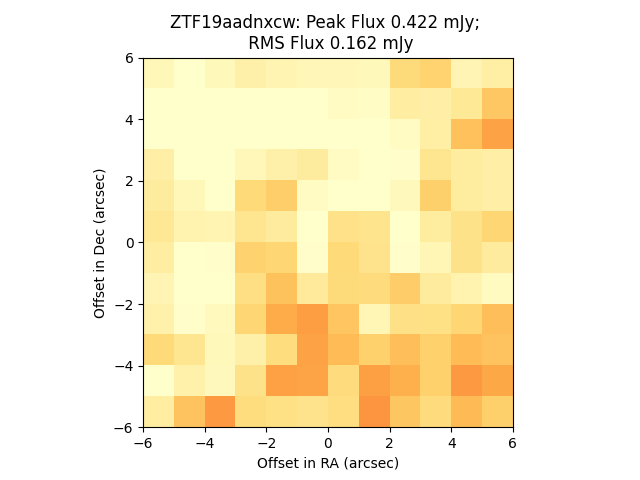 ZTF19aadnxcw: Peak Flux 0.422 mJy;
RMS Flux 0.162 mJy
6
4
2
0
−2
−4
−6
Offset in Dec (arcsec)
−6 −4 −2 0 2 4 6
Offset in RA (arcsec)